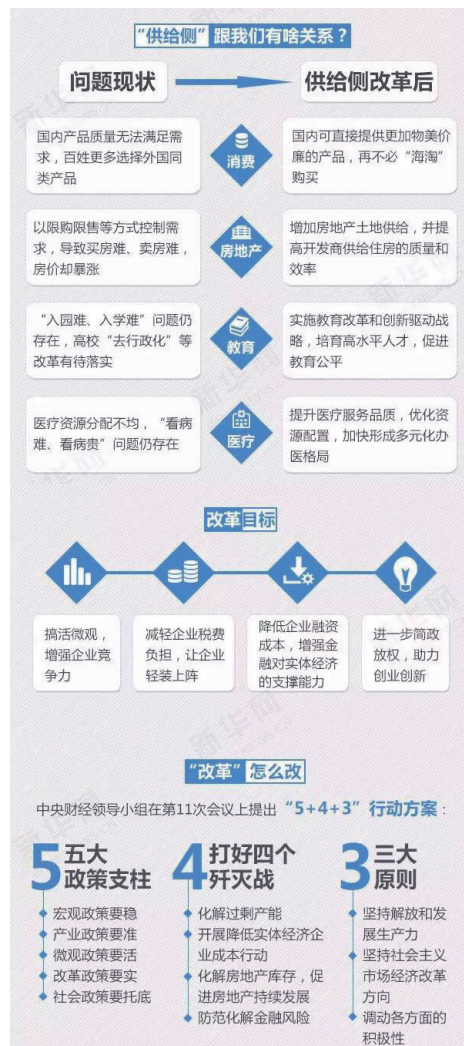 “供给侧”跟我们有啥关系？
问题现状
供给侧改革后
国内产品质量无法满足需
求，百姓更多选择外国同
类产品
消费
国内可直接提供更加物美价
廉的产品，再不必“海淘”
购买
以限购限售等方式控制需
求，导致买房难、卖房难，
房价却暴涨
房地产
增加房地产土地供给，并提
高开发商供给住房的质量和
效率
“入园难、入学难”问题仍
存在，高校“去行政化”等
改革有待落实
教育
实施教育改革和创新驱动战
略，培育高水平人才，促进
教育公平
医疗资源分配不均，“看病
难、看病贵”问题仍存在
医疗
提升医疗服务品质，优化资
源配置，加快形成多元化办
医格局
改革目标
搞活微观，
增强企业竞
争力
减轻企业税费
负担，让企业
轻装上阵
降低企业融资
成本，增强金
融对实体经济
的支撑能力
进一步简政
放权，助力
创业创新
“改革”怎么改
中央财经领导小组在第11次会议上提出“5+4+3”行动方案：
5 五大
政策支柱
宏观政策要稳
产业政策要准
微观政策要活
改革政策要实
社会政策要托底
4 打好四个
歼灭战
化解过剩产能
开展降低实体经济企
业成本行动
化解房地产库存，促
进房地产持续发展
防范化解金融风险
3 三大
原则
坚持解放和发
展生产力
坚持社会主义
市场经济改革
方向
调动各方面的
积极性
新华网